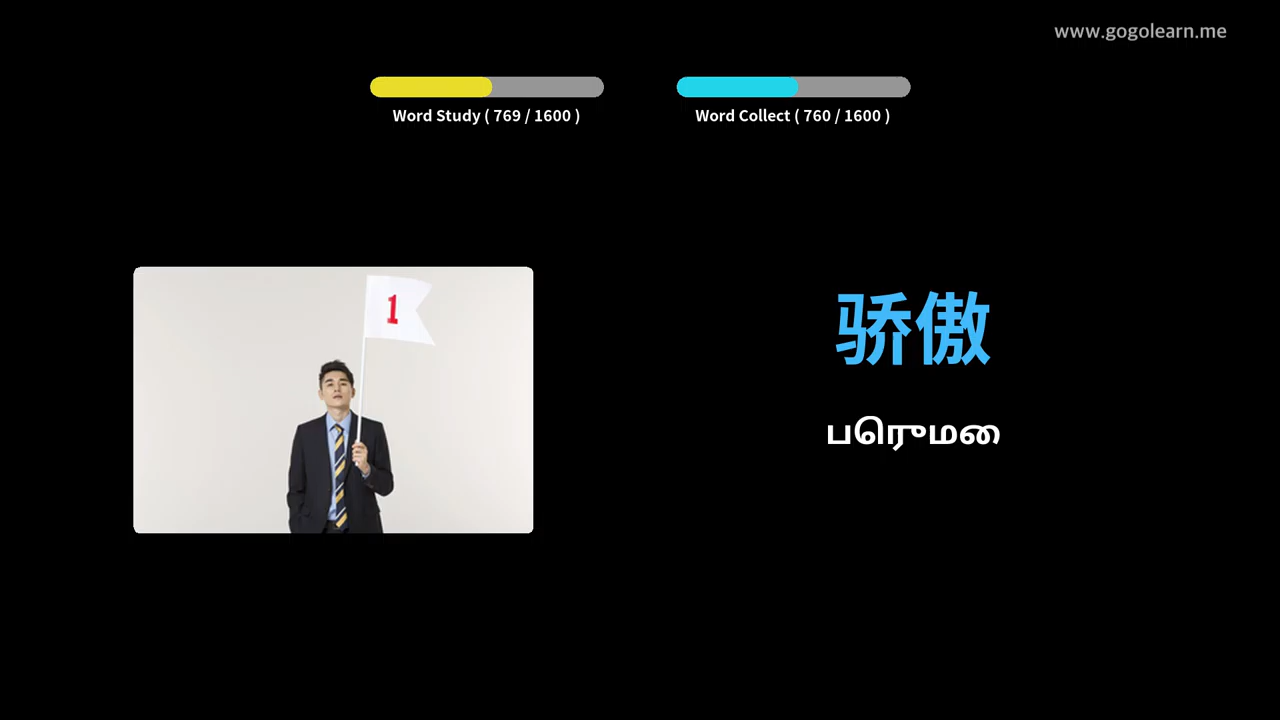 www.gogolearn.me
Word Study ( 769 / 1600 )
Word Collect ( 760 / 1600 )
1
骄傲
பெருமை